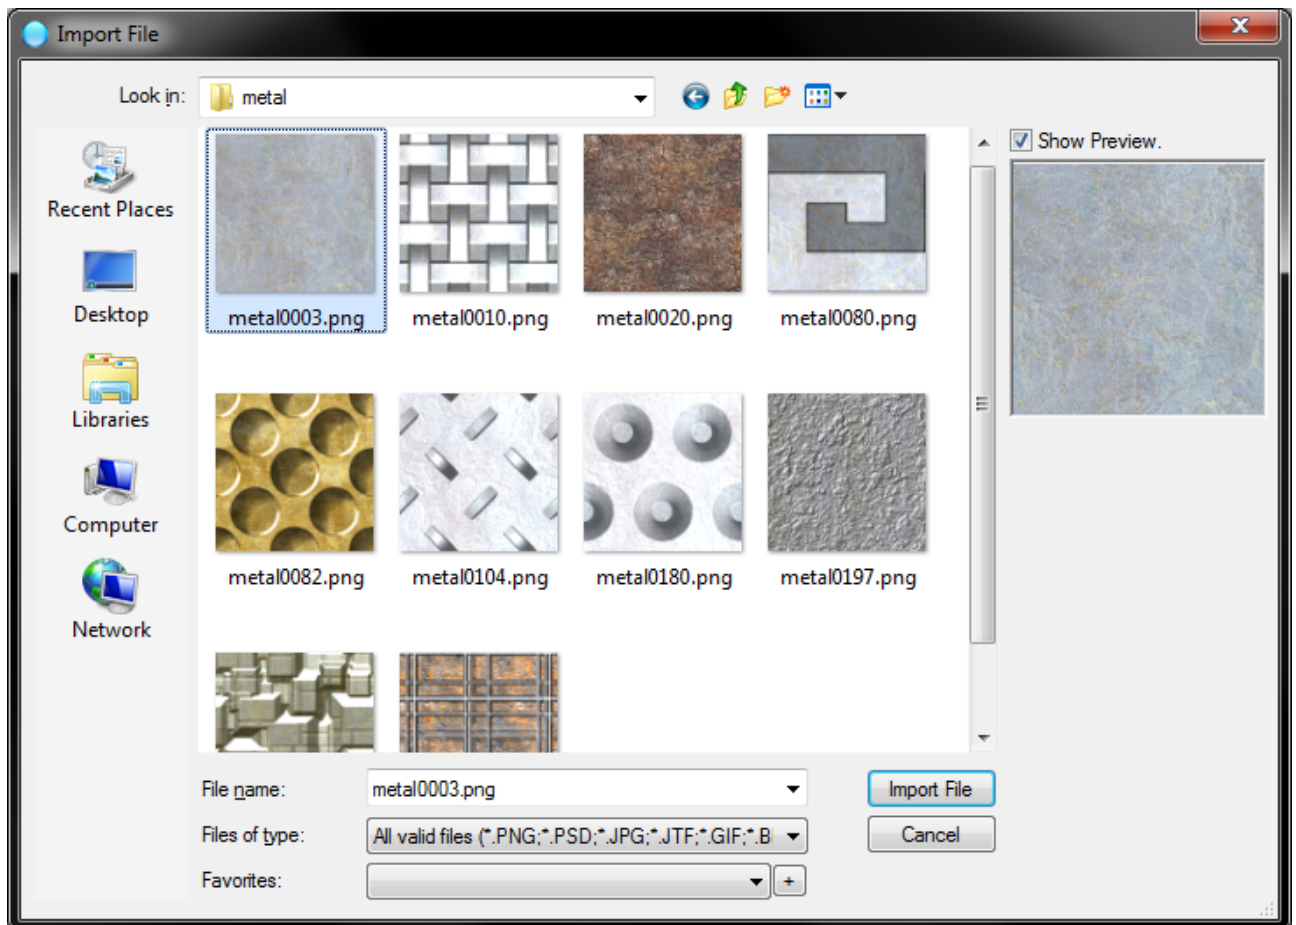 Import File
Look in:
metal
Show Preview.
Recent Places
Desktop
Libraries
Computer
Network
metal0003.png
metal0010.png
metal0020.png
metal0080.png
metal0082.png
metal0104.png
metal0180.png
metal0197.png
File name:
metal0003.png
Import File
Files of type:
All valid files (*.PNG;*.PSD;*.JPG;*.JTF;*.GIF;*.B
Cancel
Favorites:
+